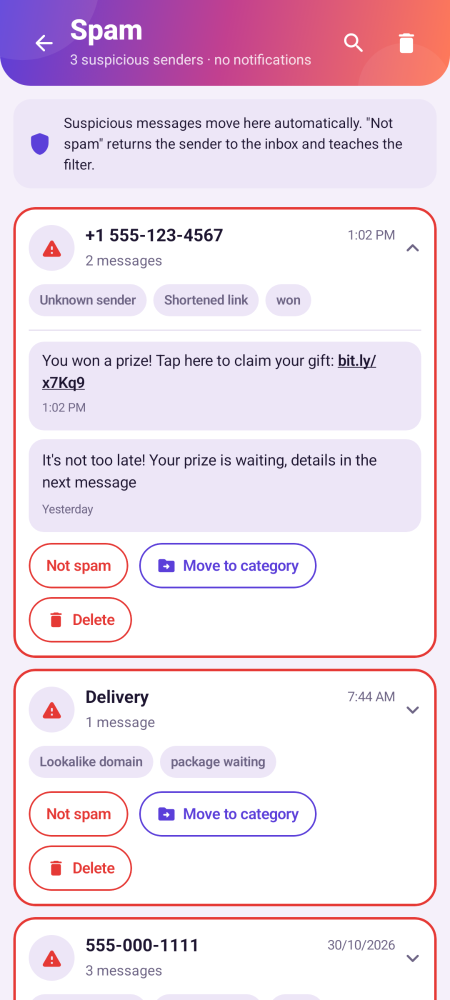 Spam
3 suspicious senders · no notifications
Suspicious messages move here automatically. "Not
spam" returns the sender to the inbox and teaches the
filter.
+1 555-123-4567
1:02 PM
2 messages
Unknown sender
Shortened link
won
You won a prize! Tap here to claim your gift: bit.ly/
x7Kq9
1:02 PM
It's not too late! Your prize is waiting, details in the
next message
Yesterday
Not spam
Move to category
Delete
Delivery
7:44 AM
1 message
Lookalike domain
package waiting
Not spam
Move to category
Delete
555-000-1111
30/10/2026
3 messages